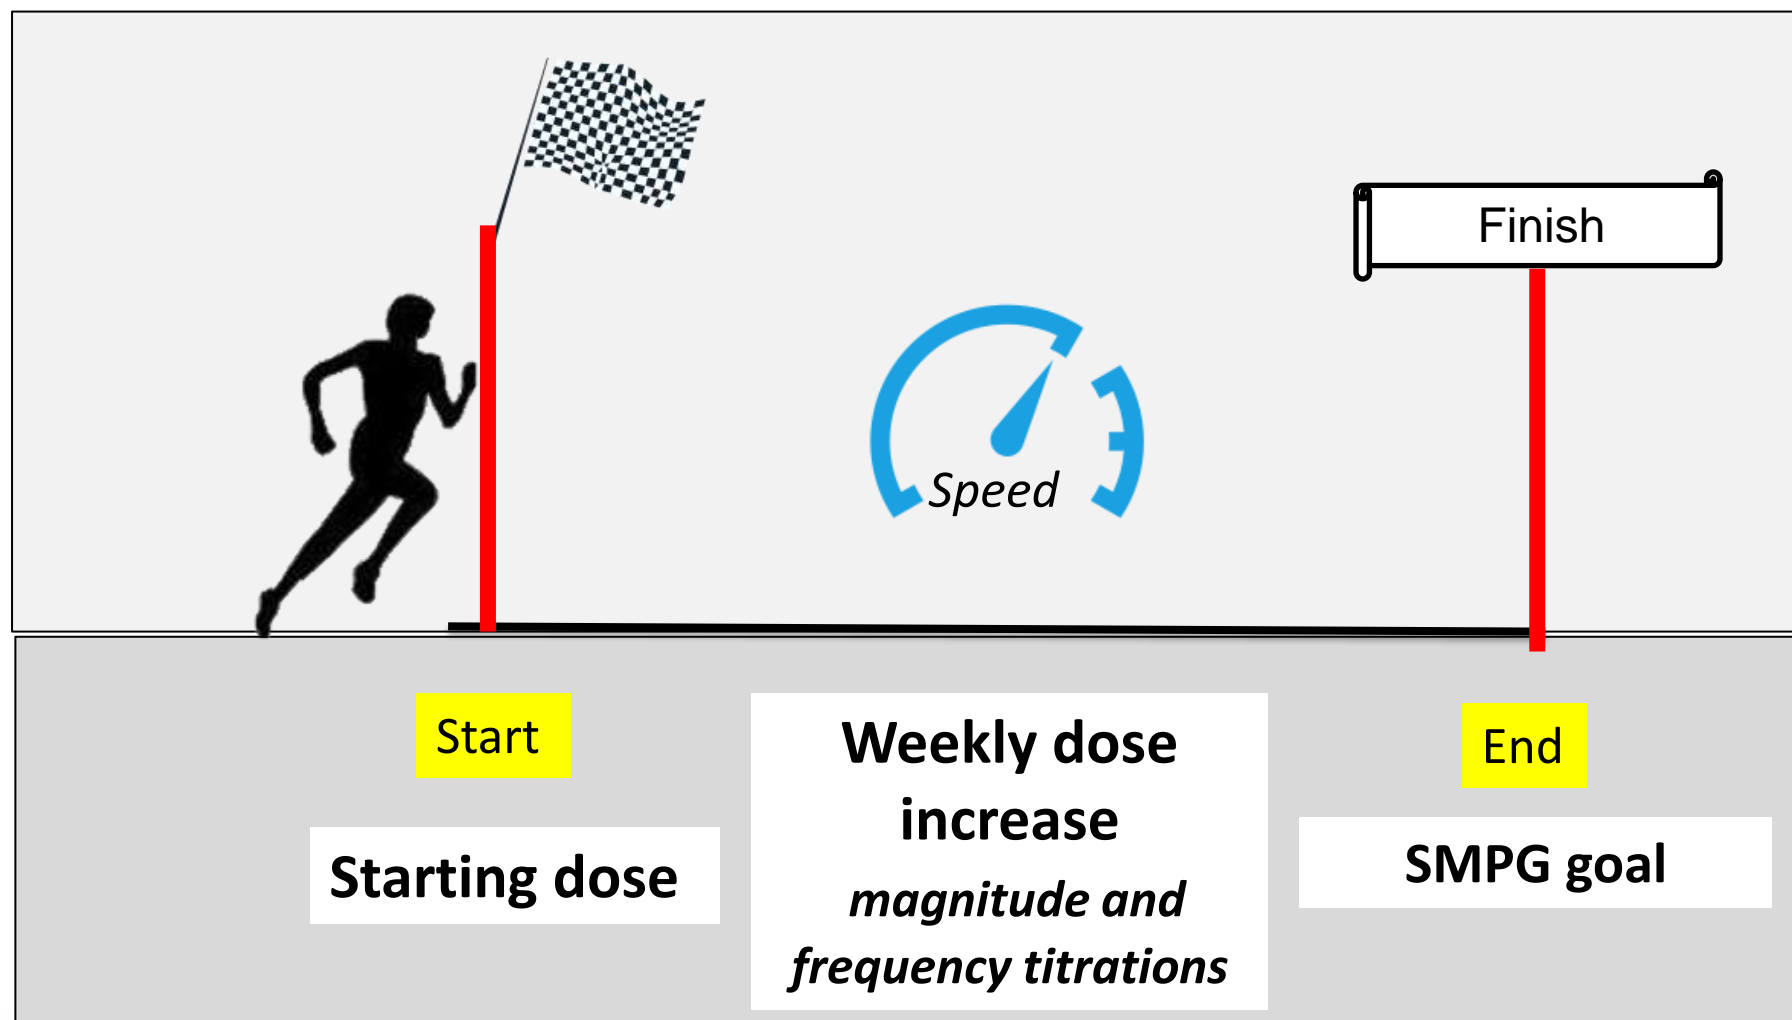 Finish
Speed
Start
Starting dose
Weekly dose
increase
magnitude and
frequency titrations
End
SMPG goal